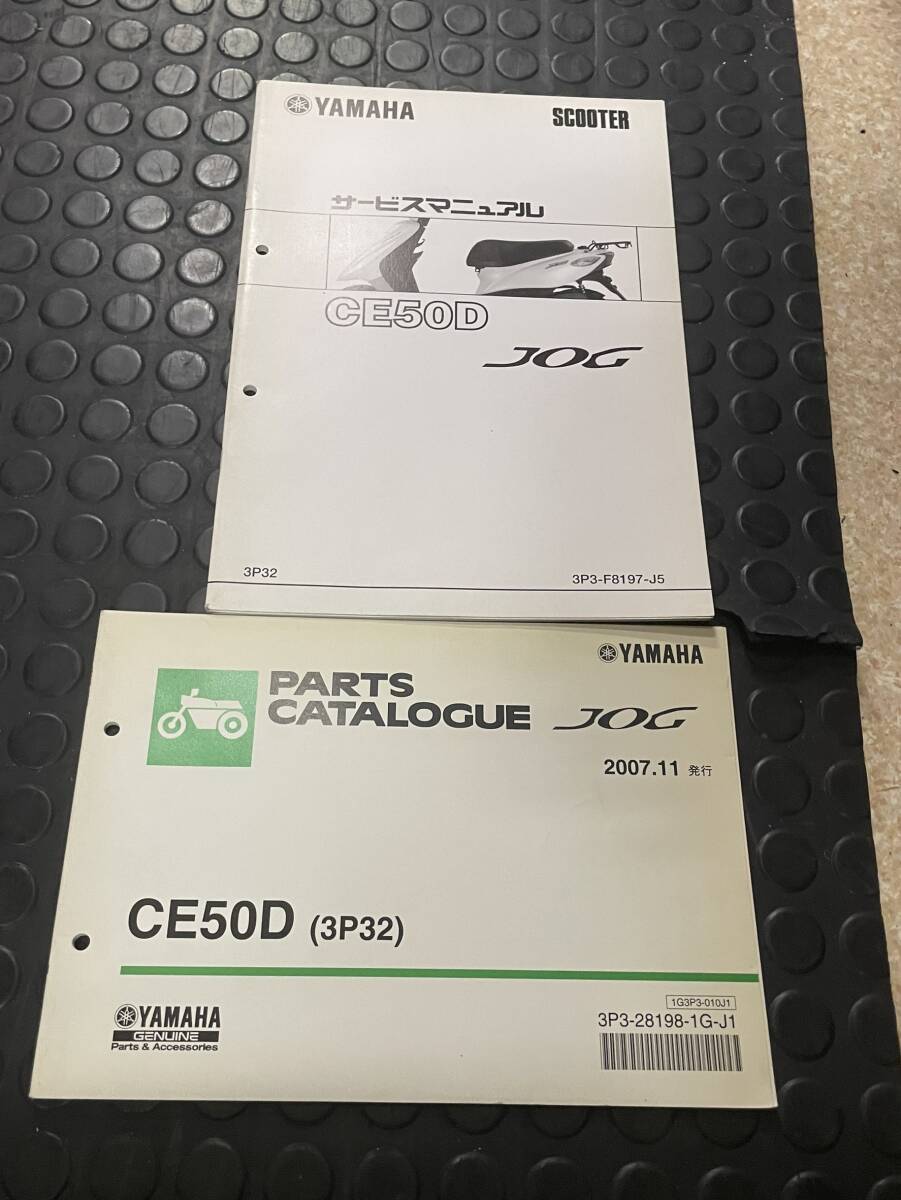 YAMAHA SCOOTER
サービスマニュアル
CE50D
JOG
3P32 3P3-F8197-J5
YAMAHA
PARTS
CATALOGUE JOG
2007.11 発行
CE50D (3P32)
1G3P3-010J1
YAMAHA 3P3-28198-1G-J1
GENUINE
Parts & Accessories